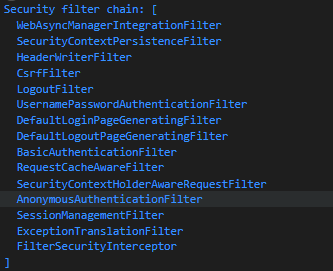 Security filter chain: [
  WebAsyncManagerIntegrationFilter
  SecurityContextPersistenceFilter
  HeaderWriterFilter
  CsrfFilter
  LogoutFilter
  UsernamePasswordAuthenticationFilter
  DefaultLoginPageGeneratingFilter
  DefaultLogoutPageGeneratingFilter
  BasicAuthenticationFilter
  RequestCacheAwareFilter
  SecurityContextHolderAwareRequestFilter
  AnonymousAuthenticationFilter
  SessionManagementFilter
  ExceptionTranslationFilter
  FilterSecurityInterceptor
]